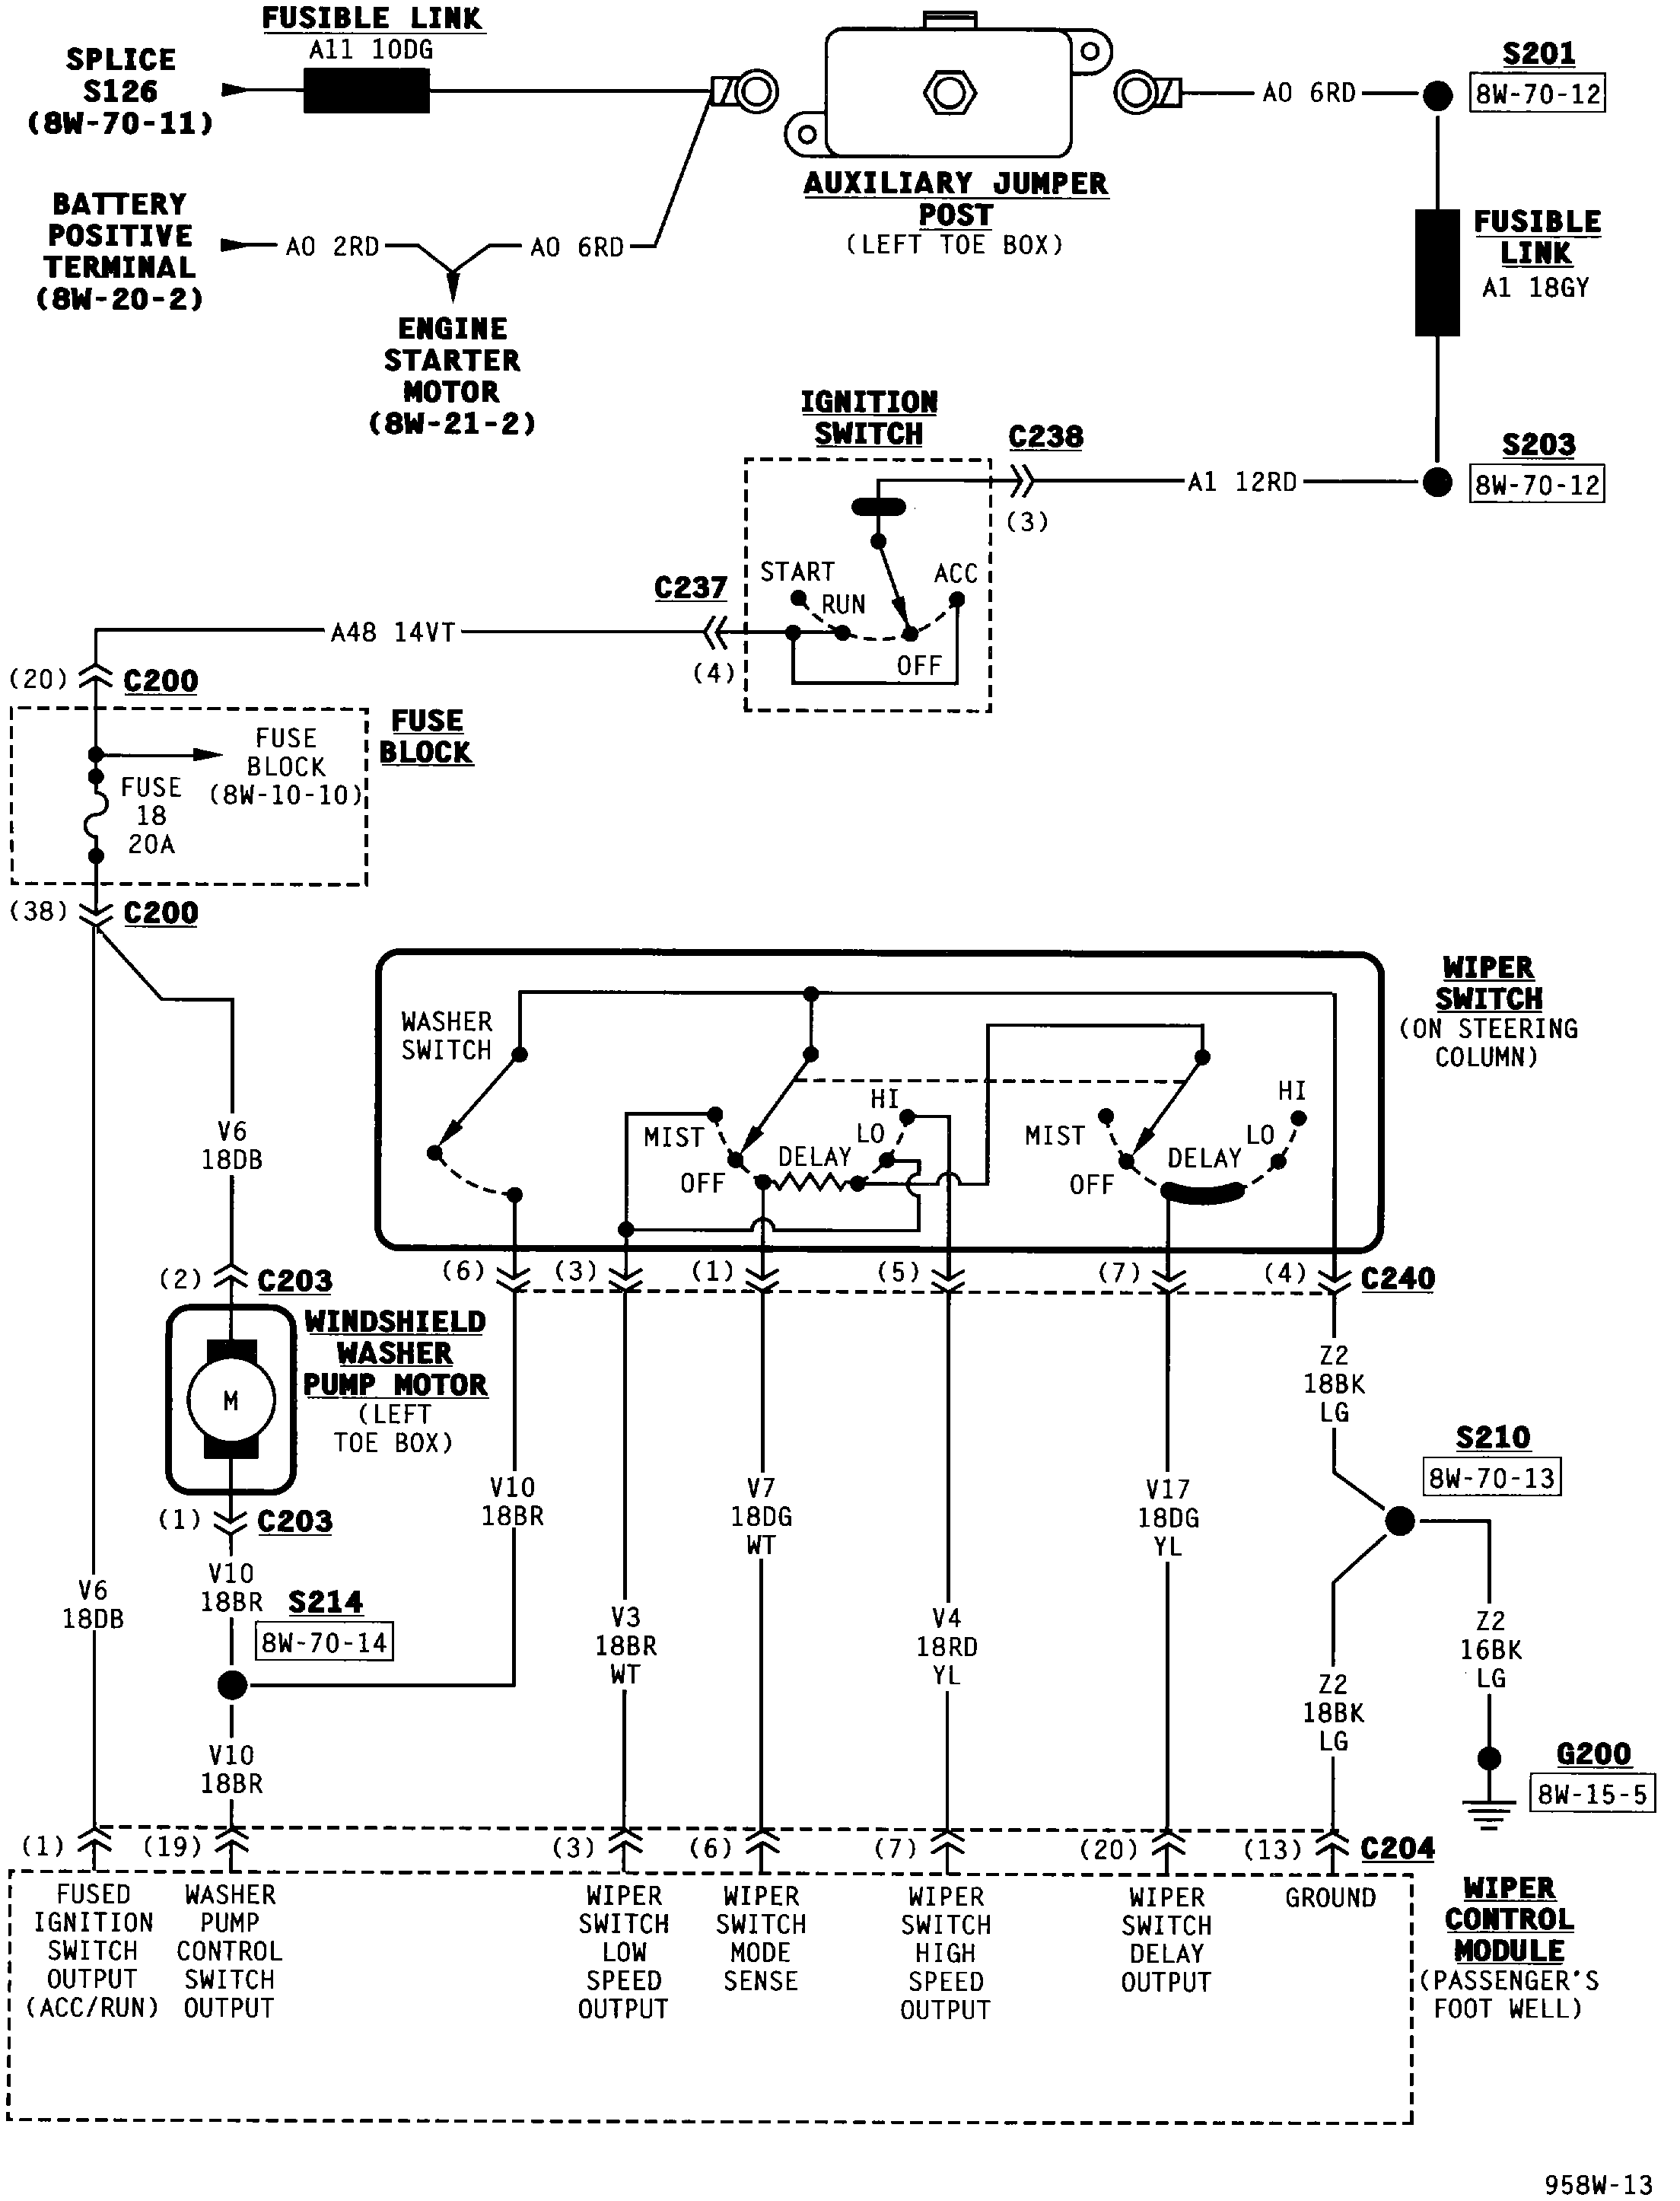 FUSIBLE LINK
A11 10DG
SPLICE
S126
(8W-70-11)
A0 6RD
S201
8W-70-12
AUXILIARY JUMPER
POST
(LEFT TOE BOX)
BATTERY
POSITIVE
TERMINAL
(8W-20-2)
A0 2RD
A0 6RD
FUSIBLE
LINK
A1 18GY
ENGINE
STARTER
MOTOR
(8W-21-2)
IGNITION
SWITCH
C238
(3)
A1 12RD
S203
8W-70-12
START
RUN
ACC
OFF
C237
(4)
A48 14VT
(20)
C200
FUSE
BLOCK
FUSE
BLOCK
(8W-10-10)
FUSE
18
20A
(38)
C200
WIPER
SWITCH
(ON STEERING
COLUMN)
WASHER
SWITCH
MIST
OFF
DELAY
LO
HI
MIST
OFF
DELAY
LO
HI
V6
18DB
(2)
C203
(6)
(3)
(1)
(5)
(7)
(4)
C240
WINDSHIELD
WASHER
PUMP MOTOR
(LEFT
TOE BOX)
M
(1)
C203
Z2
18BK
LG
S210
8W-70-13
V10
18BR
V7
18DG
WT
V17
18DG
YL
V6
18DB
V10
18BR
S214
8W-70-14
V3
18BR
WT
V4
18RD
YL
Z2
16BK
LG
Z2
18BK
LG
V10
18BR
G200
8W-15-5
(1)
(19)
(3)
(6)
(7)
(20)
(13)
C204
FUSED
IGNITION
SWITCH
OUTPUT
(ACC/RUN)
WASHER
PUMP
CONTROL
SWITCH
OUTPUT
WIPER
SWITCH
LOW
SPEED
OUTPUT
WIPER
SWITCH
MODE
SENSE
WIPER
SWITCH
HIGH
SPEED
OUTPUT
WIPER
SWITCH
DELAY
OUTPUT
GROUND
WIPER
CONTROL
MODULE
(PASSENGER'S
FOOT WELL)
958W-13